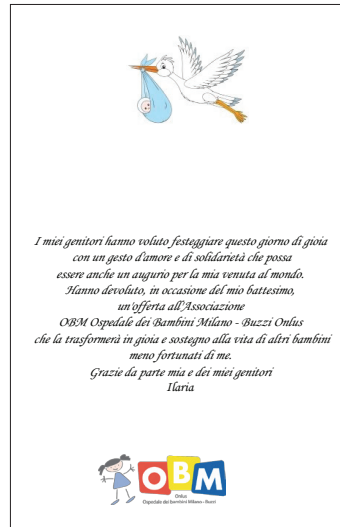 I miei genitori hanno voluto festeggiare questo giorno di gioia
con un gesto d'amore e di solidarietà che possa
essere anche un augurio per la mia venuta al mondo.
Hanno devoluto, in occasione del mio battesimo,
un'offerta all'Associazione
OBM Ospedale dei Bambini Milano - Buzzi Onlus
che la trasformerà in gioia e sostegno alla vita di altri bambini
meno fortunati di me.
Grazie da parte mia e dei miei genitori
Ilaria
OBM
Onlus
Ospedale dei Bambini Milano - Buzzi